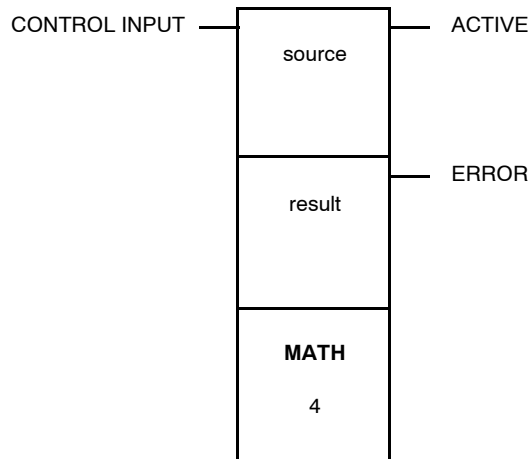 CONTROL INPUT
source
ACTIVE
ERROR
result
MATH
4